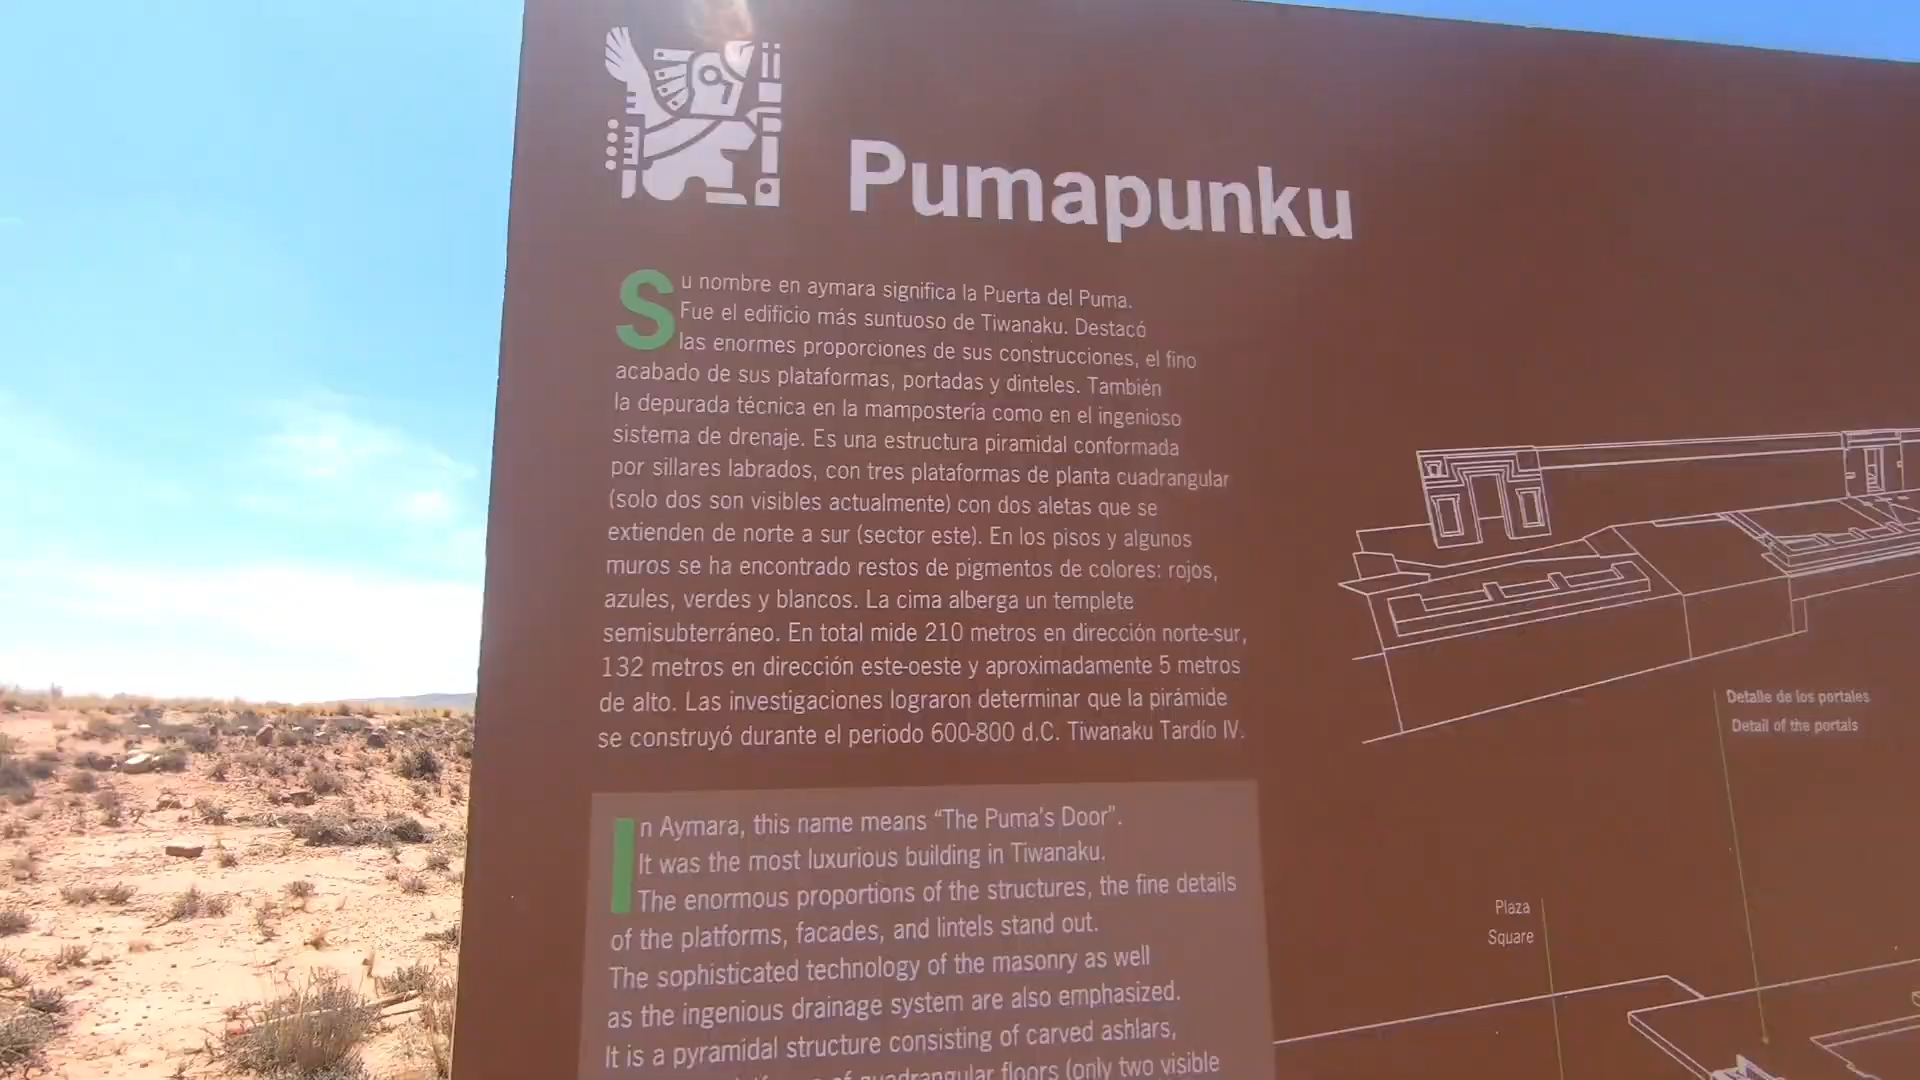 Pumapunku
Su nombre en aymara significa la Puerta del Puma.
Fue el edificio más suntuoso de Tiwanaku. Destacó
las enormes proporciones de sus construcciones, el fino
acabado de sus plataformas, portadas y dinteles. También
la depurada técnica en la mampostería como en el ingenioso
sistema de drenaje. Es una estructura piramidal conformada
por sillares labrados, con tres plataformas de planta cuadrangular
(solo dos son visibles actualmente) con dos aletas que se
extienden de norte a sur (sector este). En los pisos y algunos
muros se ha encontrado restos de pigmentos de colores: rojos,
azules, verdes y blancos. La cima alberga un templete
semisubterráneo. En total mide 210 metros en dirección norte-sur,
132 metros en dirección este-oeste y aproximadamente 5 metros
de alto. Las investigaciones lograron determinar que la pirámide
se construyó durante el periodo 600-800 d.C. Tiwanaku Tardío IV.
In Aymara, this name means “The Puma's Door”.
It was the most luxurious building in Tiwanaku.
The enormous proportions of the structures, the fine details
of the platforms, facades, and lintels stand out.
The sophisticated technology of the masonry as well
as the ingenious drainage system are also emphasized.
It is a pyramidal structure consisting of carved ashlars,
of quadrangular floors (only two visible
Detalle de los portales
Detail of the portals
Plaza
Square